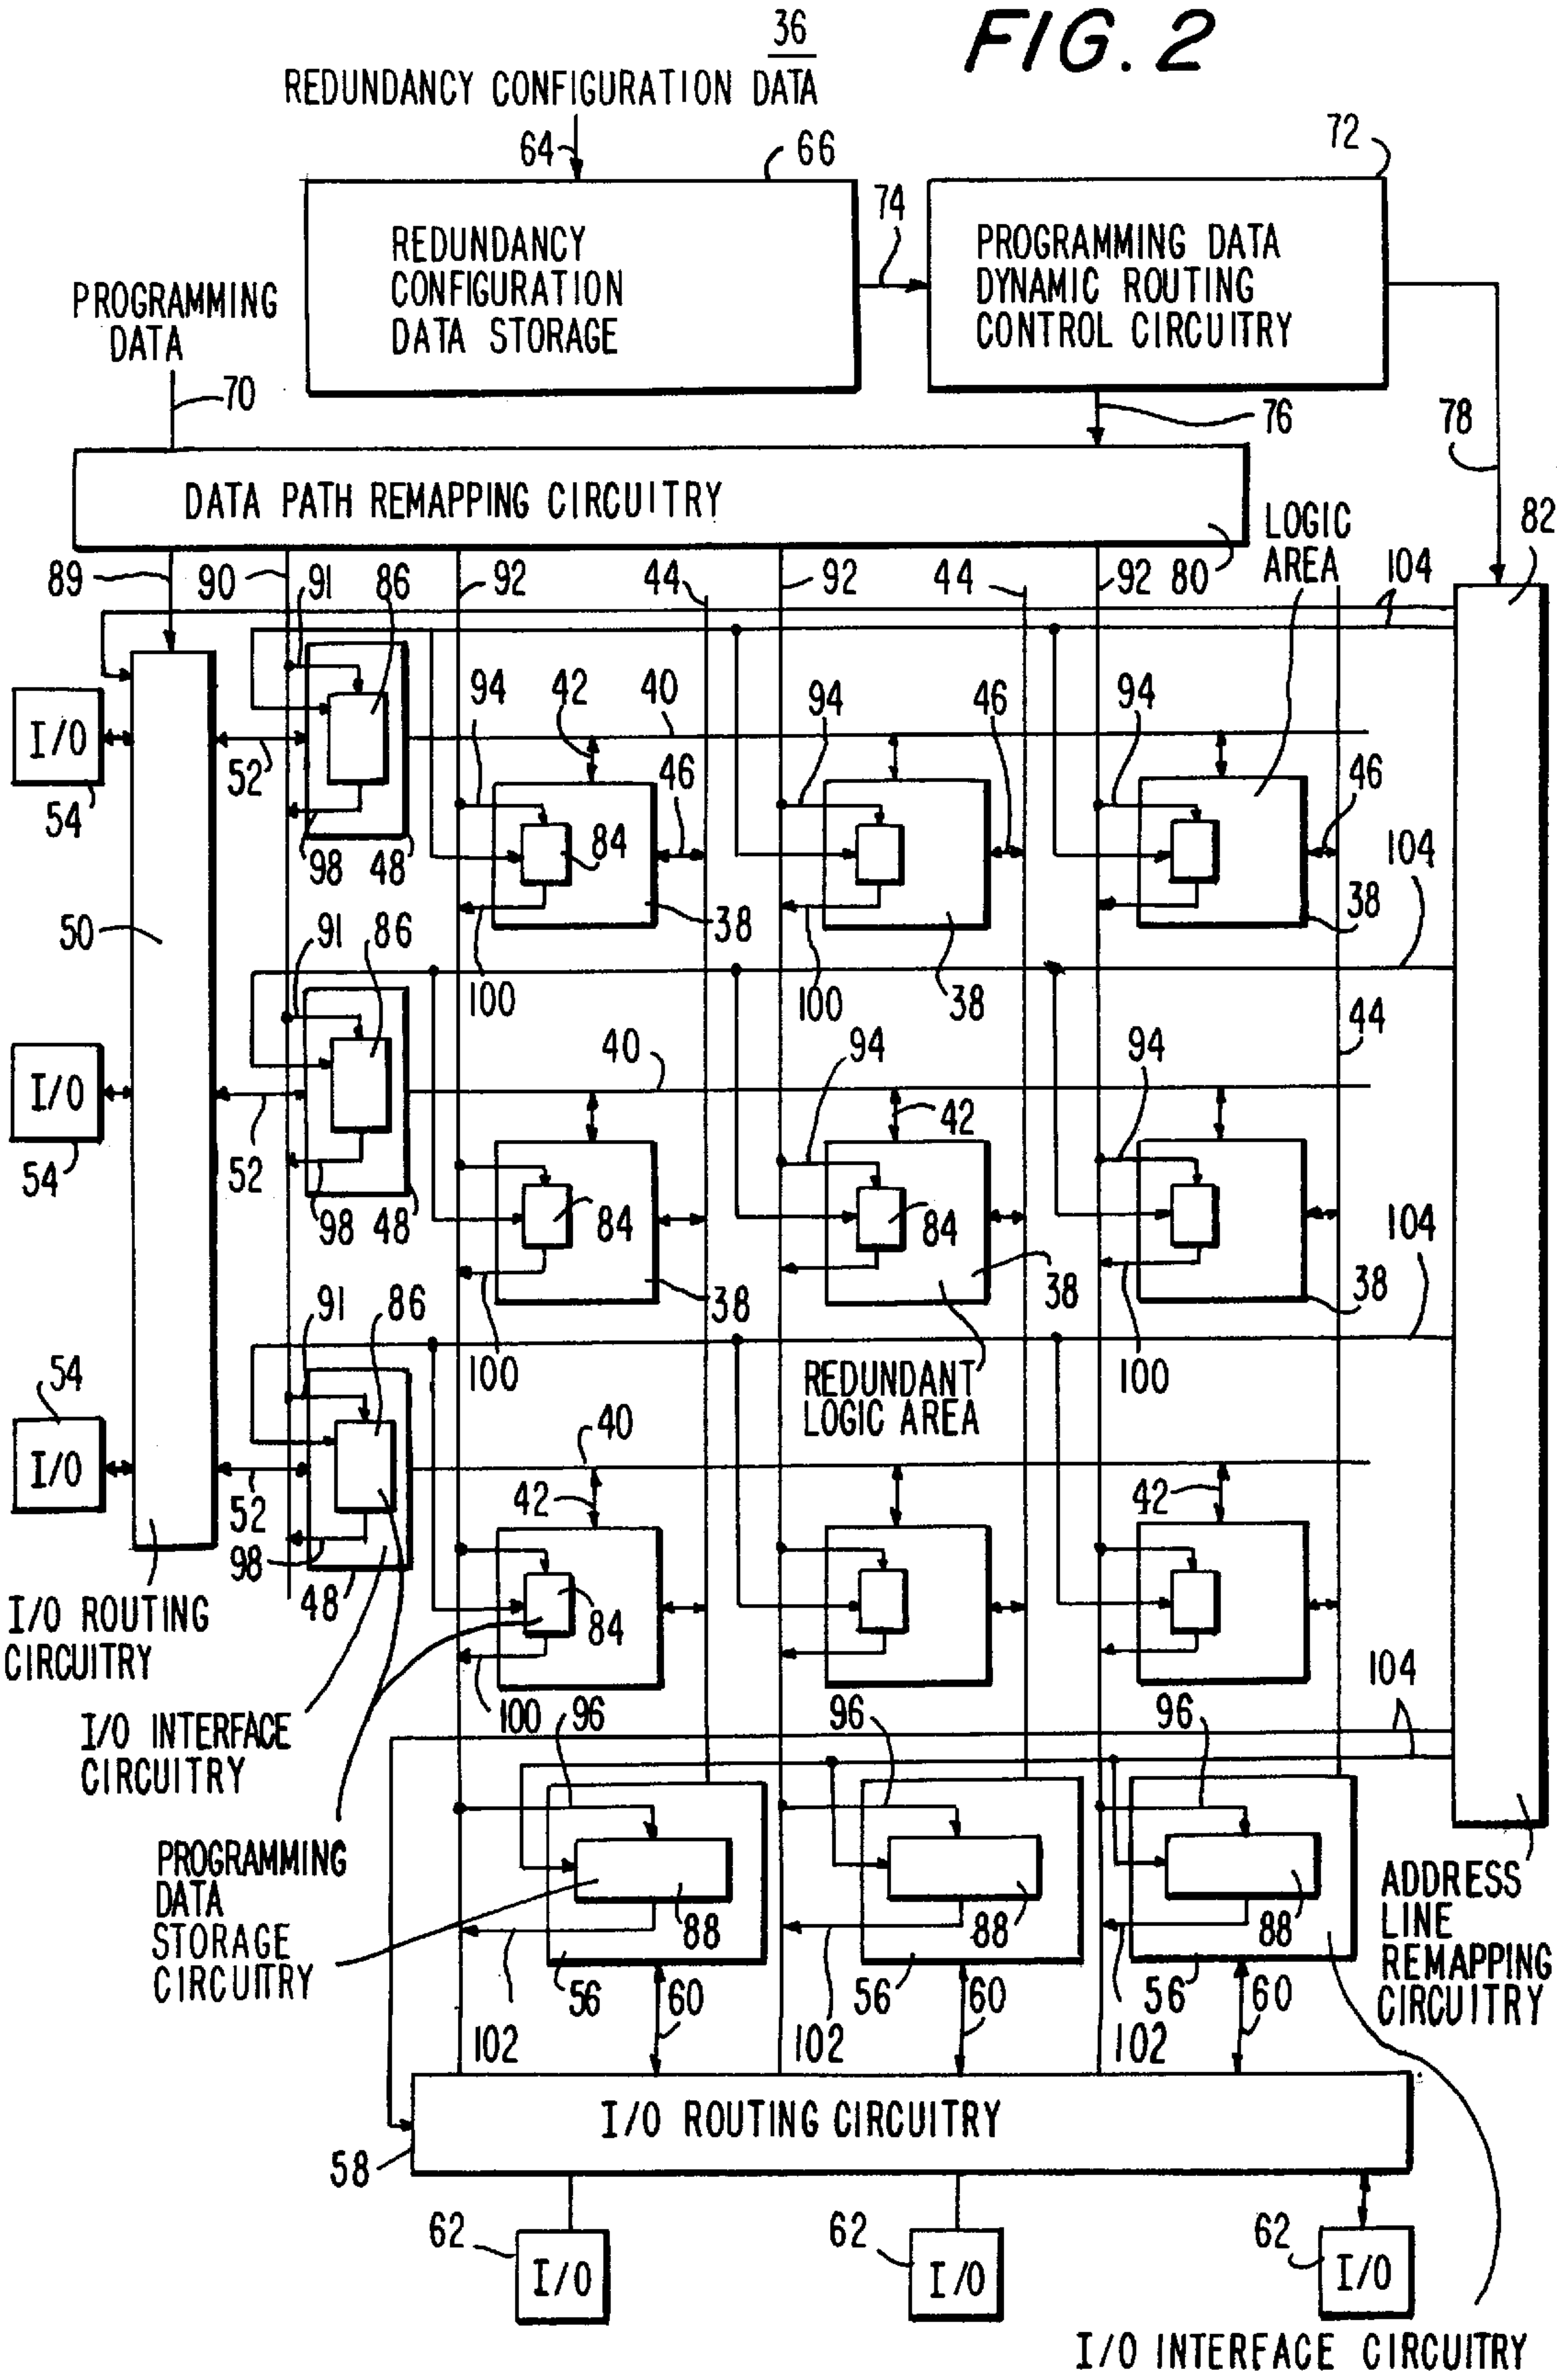 36
FIG. 2
REDUNDANCY CONFIGURATION DATA
64
66
72
74
REDUNDANCY
CONFIGURATION
DATA STORAGE
PROGRAMMING DATA
DYNAMIC ROUTING
CONTROL CIRCUITRY
PROGRAMMING
DATA
70
76
78
DATA PATH REMAPPING CIRCUITRY
LOGIC
AREA
82
89
90
91
86
92
44
92
44
92
80
104
104
94
42
40
94
46
94
I/O
52
46
46
54
84
104
98
48
38
38
50
91
86
100
100
38
104
44
40
94
94
I/O
42
54
52
98
48
84
84
104
38
38
38
91
86
100
REDUNDANT
LOGIC AREA
100
104
54
40
I/O
52
42
42
98
48
84
I/O ROUTING
CIRCUITRY
104
100
96
96
96
I/O INTERFACE
CIRCUITRY
PROGRAMMING
DATA
STORAGE
CIRCUITRY
88
88
88
ADDRESS
LINE
REMAPPING
CIRCUITRY
56
60
56
60
56
60
102
102
102
I/O ROUTING CIRCUITRY
58
62
62
62
I/O
I/O
I/O
I/O INTERFACE CIRCUITRY